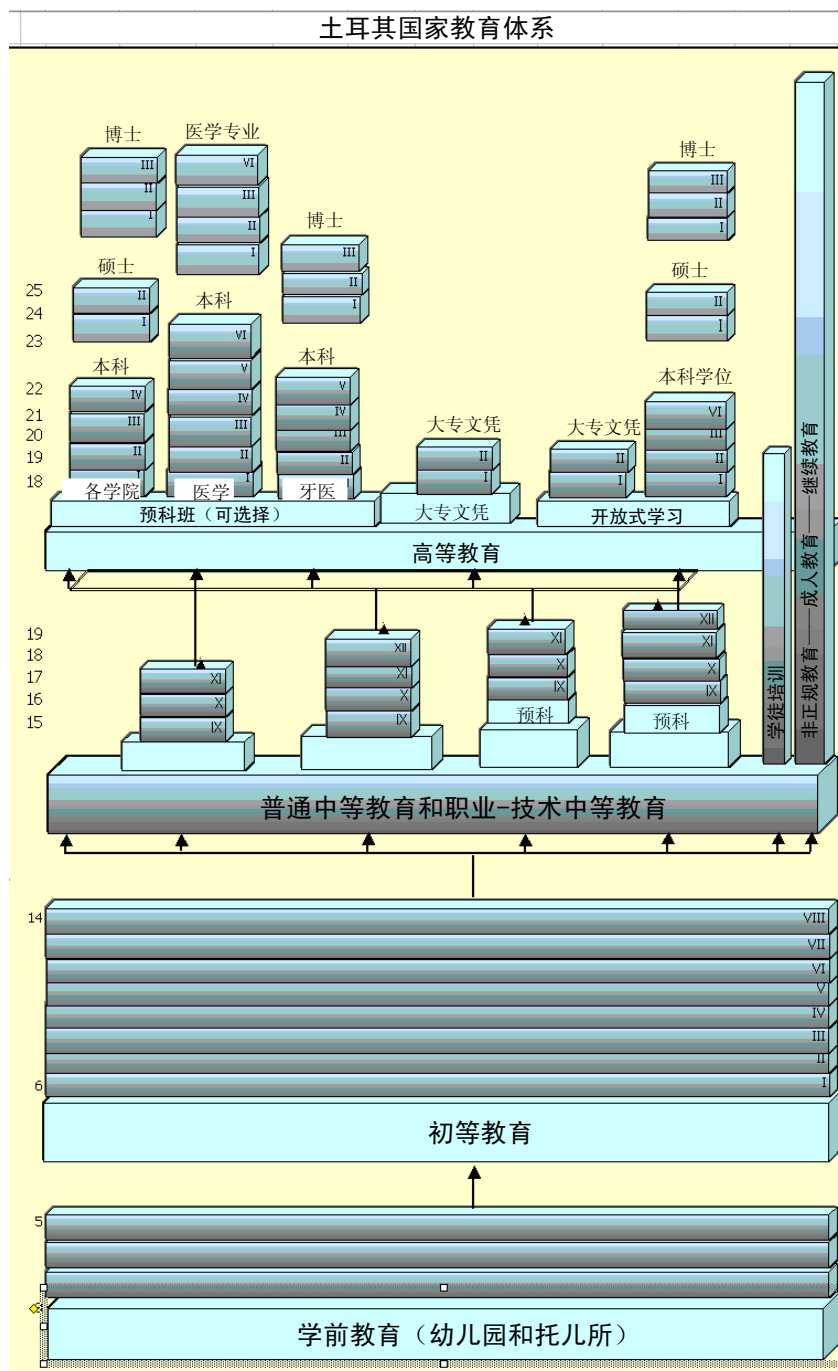 土耳其国家教育体系
博士
医学专业
博士
III
II
I
VI
III
II
I
博士
III
II
I
III
II
I
硕士
硕士
II
I
II
I
25
24
23
本科
VI
V
IV
III
II
I
本科
IV
III
II
I
本科
V
IV
III
II
I
本科学位
VI
III
II
I
大专文凭
II
I
大专文凭
II
I
22
21
20
19
18
各学院
医学
牙医
预科班（可选择）
大专文凭
开放式学习
高等教育
19
18
17
16
15
XI
X
IX
XII
XI
X
IX
XI
X
IX
预科
XII
XI
X
IX
预科
学徒培训
非正规教育——成人教育——继续教育
普通中等教育和职业-技术中等教育
14
VIII
VII
VI
V
IV
III
II
6
I
初等教育
5
学前教育（幼儿园和托儿所）